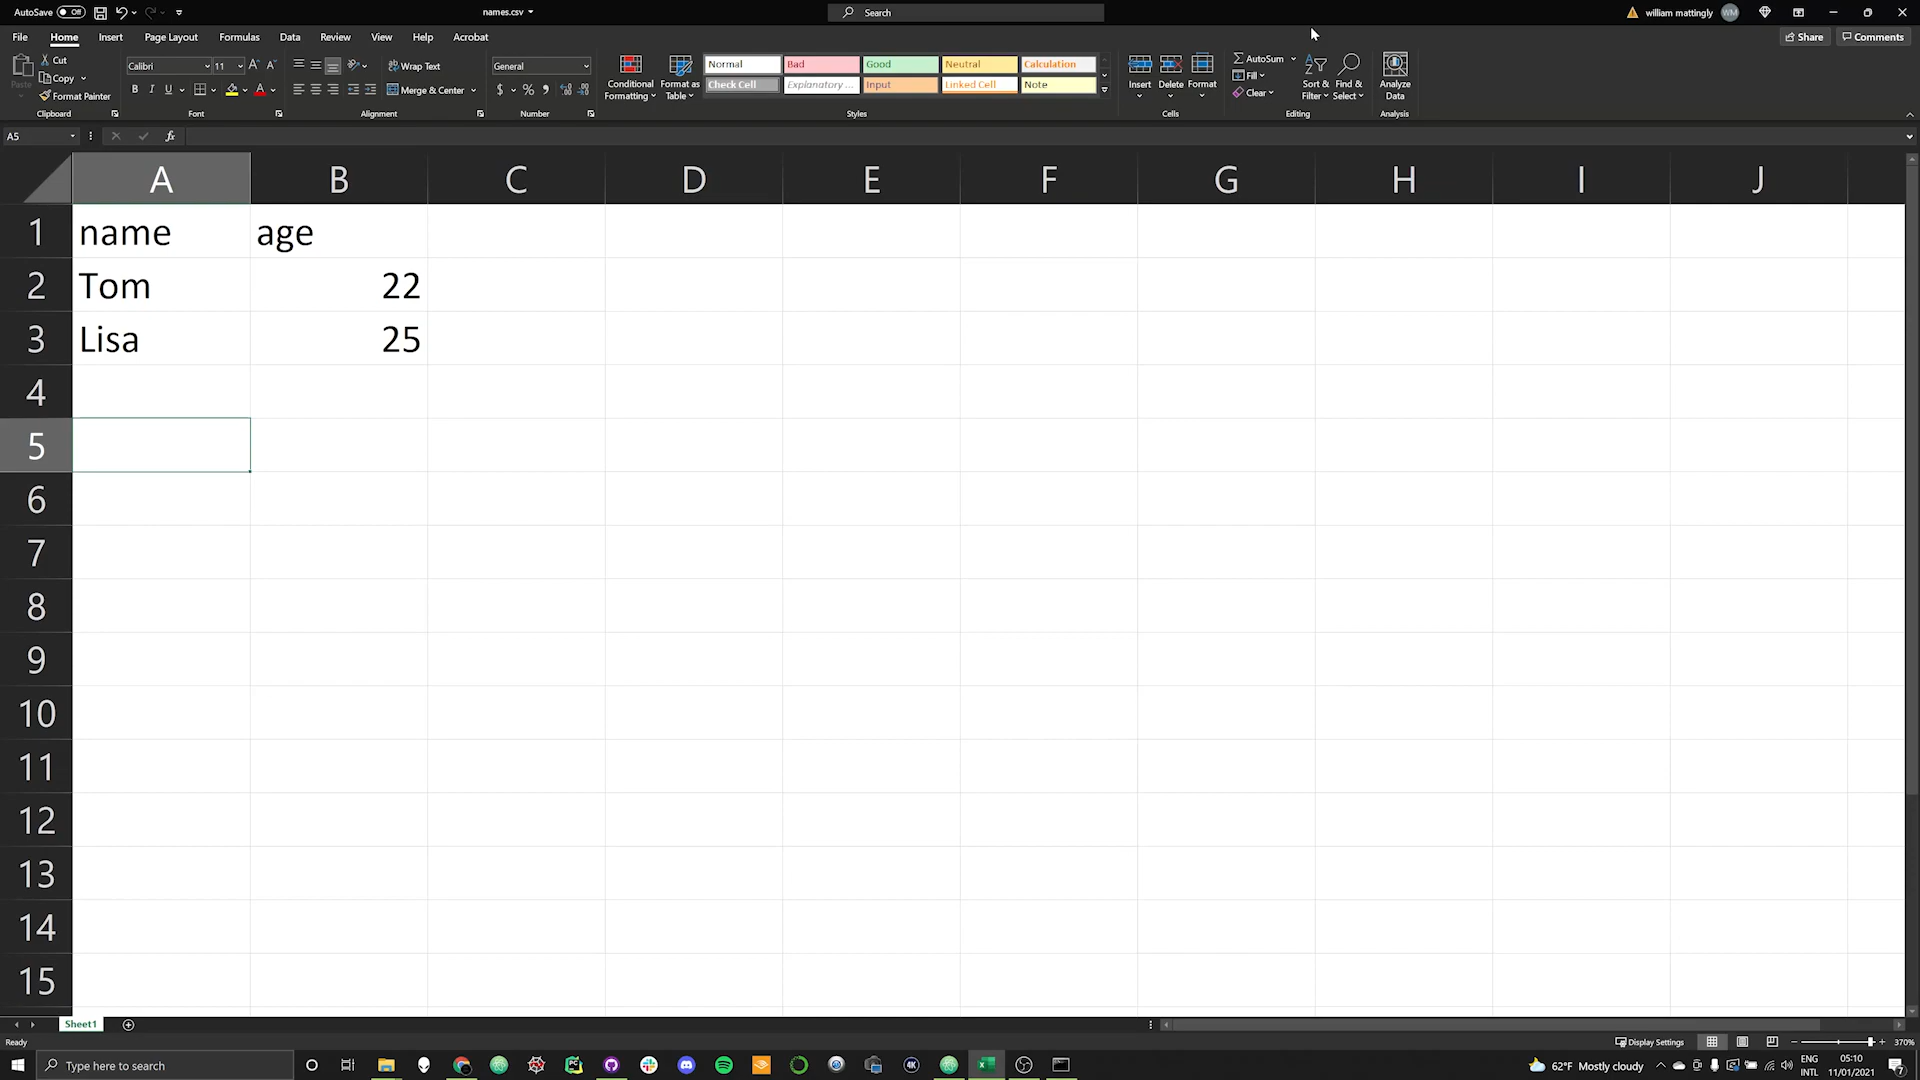 AutoSave Off names.csv Search william mattingly WM
File Home Insert Page Layout Formulas Data Review View Help Acrobat Share Comments
Paste Cut Copy Format Painter
Clipboard
Calibri 11
B I U
Font
Wrap Text
Merge & Center
Alignment
General
$ %
Number
Conditional Formatting Format as Table
Normal Bad Good Neutral Calculation
Check Cell Explanatory ... Input Linked Cell Note
Styles
Insert Delete Format
Cells
AutoSum
Fill
Clear
Sort & Filter Find & Select
Editing
Analyze Data
Analysis
A5 fx
A B C D E F G H I J
1 name age
2 Tom 22
3 Lisa 25
4
5
6
7
8
9
10
11
12
13
14
15
Sheet1
Ready Display Settings 370%
Type here to search 62°F Mostly cloudy ENG INTL 05:10 11/01/2021 7